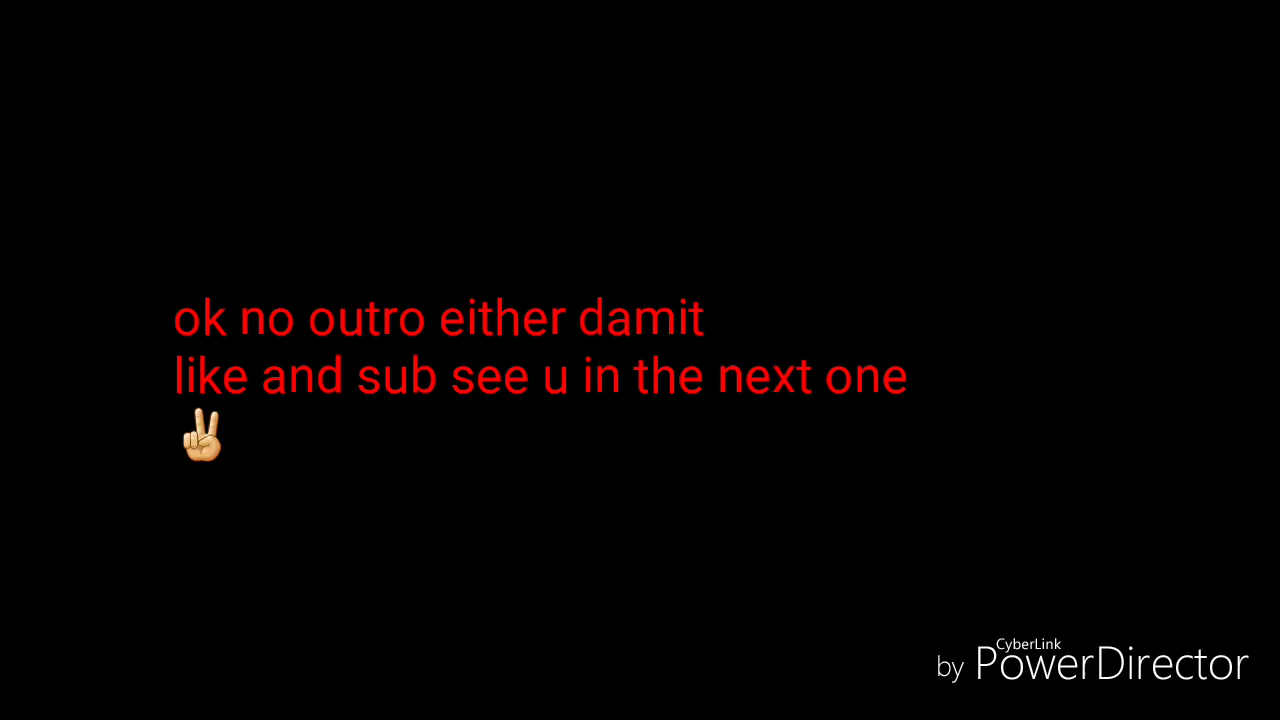 ok no outro either damit
like and sub see u in the next one
✌
CyberLink
by PowerDirector